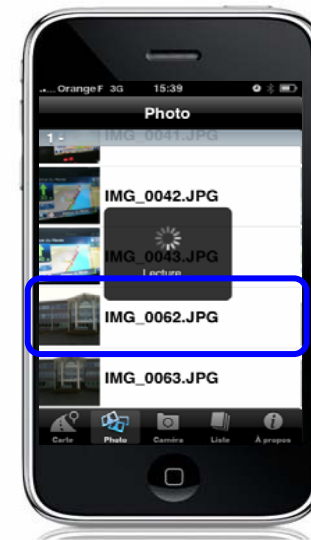 ... Orange F 3G 15:39
Photo
1 -
IMG_0041.JPG
IMG_0042.JPG
IMG_0043.JPG
Lecture
IMG_0062.JPG
IMG_0063.JPG
Carte Photo Caméra Liste À propos